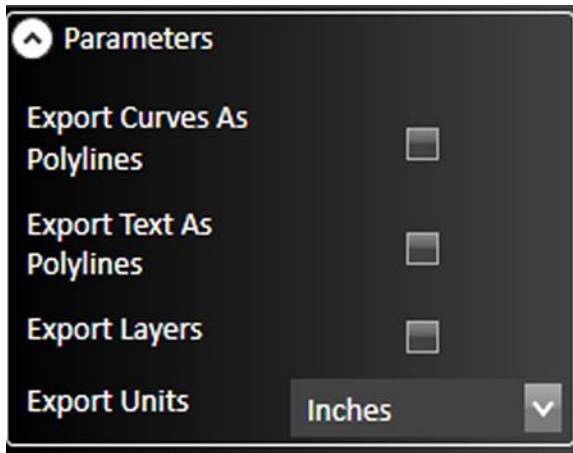 Parameters
Export Curves As
Polylines
Export Text As
Polylines
Export Layers
Export Units Inches